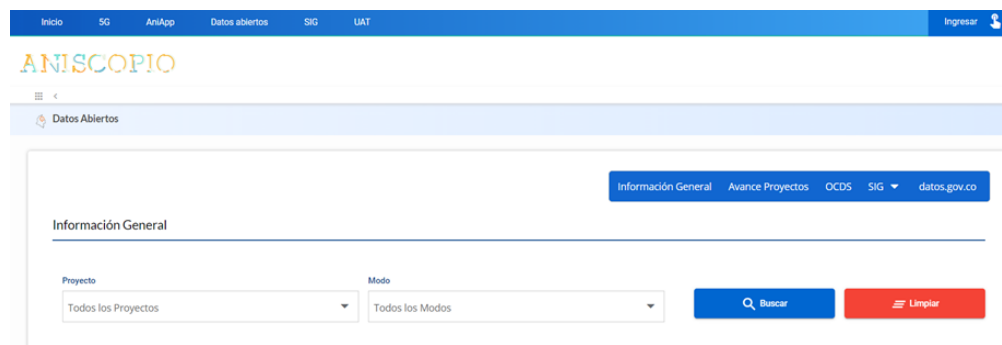 Inicio 5G AniApp Datos abiertos SIG UAT Ingresar
ANISCOPIO
Datos Abiertos
Información General Avance Proyectos OCDS SIG datos.gov.co
Información General
Proyecto Modo
Todos los Proyectos Todos los Modos Buscar Limpiar